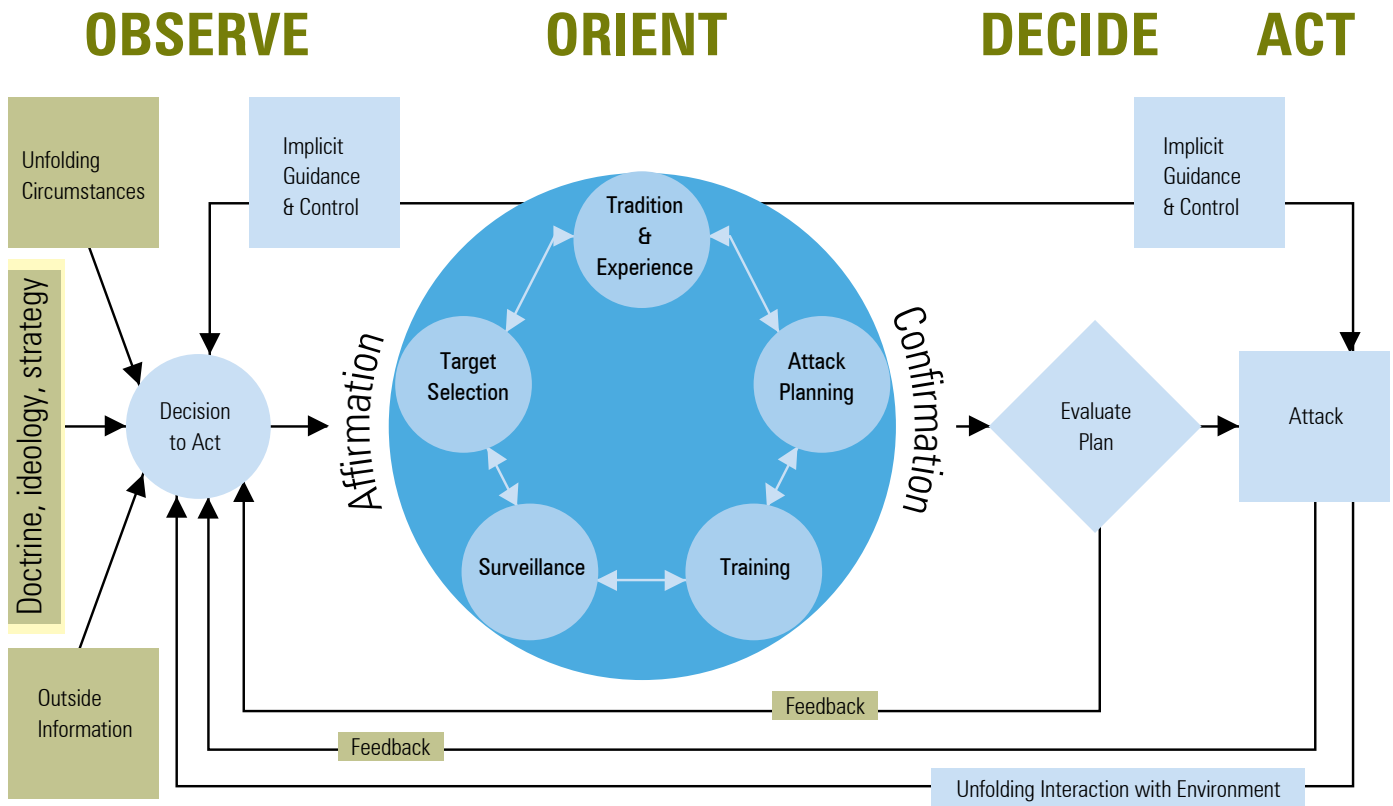 OBSERVE
ORIENT
DECIDE
ACT
Unfolding
Circumstances
Doctrine, ideology, strategy
Outside
Information
Implicit
Guidance
& Control
Decision
to Act
Affirmation
Tradition
&
Experience
Target
Selection
Attack
Planning
Surveillance
Training
Confirmation
Evaluate
Plan
Implicit
Guidance
& Control
Attack
Feedback
Feedback
Unfolding Interaction with Environment